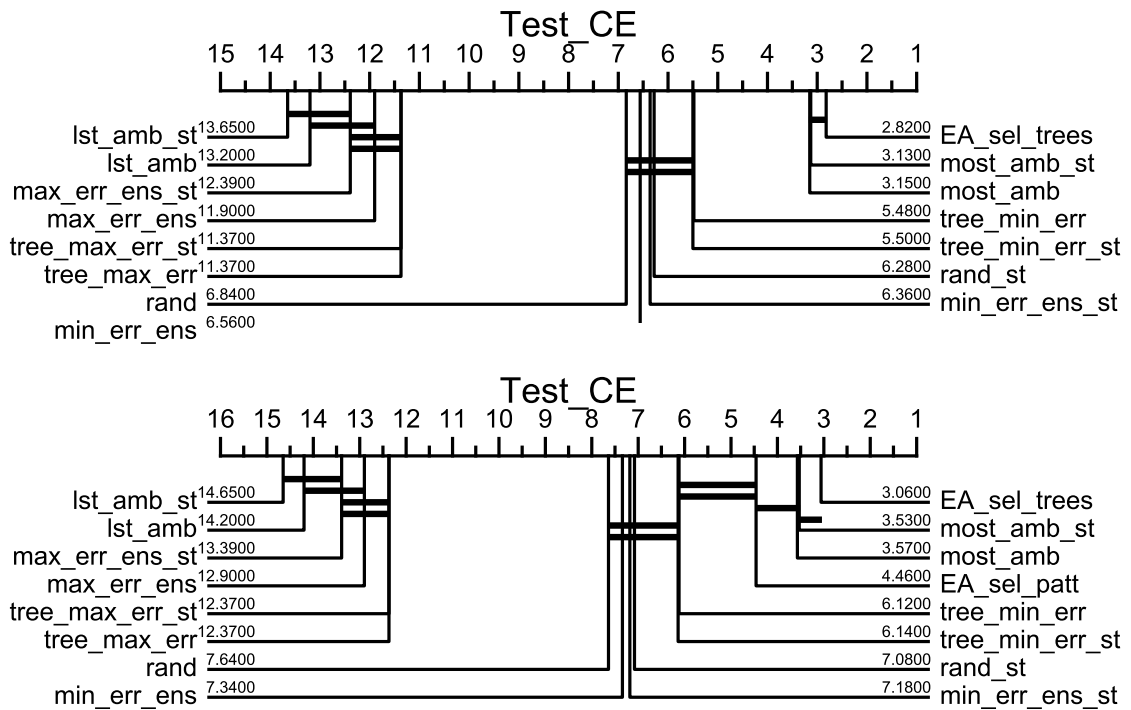 Test_CE
15 14 13 12 11 10 9 8 7 6 5 4 3 2 1
lst_amb_st 13.6500 2.8200 EA_sel_trees
lst_amb 13.2000 3.1300 most_amb_st
max_err_ens_st 12.3900 3.1500 most_amb
max_err_ens 11.9000 5.4800 tree_min_err
tree_max_err_st 11.3700 5.5000 tree_min_err_st
tree_max_err 11.3700 6.2800 rand_st
rand 6.8400 6.3600 min_err_ens_st
min_err_ens 6.5600
Test_CE
16 15 14 13 12 11 10 9 8 7 6 5 4 3 2 1
lst_amb_st 14.6500 3.0600 EA_sel_trees
lst_amb 14.2000 3.5300 most_amb_st
max_err_ens_st 13.3900 3.5700 most_amb
max_err_ens 12.9000 4.4600 EA_sel_patt
tree_max_err_st 12.3700 6.1200 tree_min_err
tree_max_err 12.3700 6.1400 tree_min_err_st
rand 7.6400 7.0800 rand_st
min_err_ens 7.3400 7.1800 min_err_ens_st